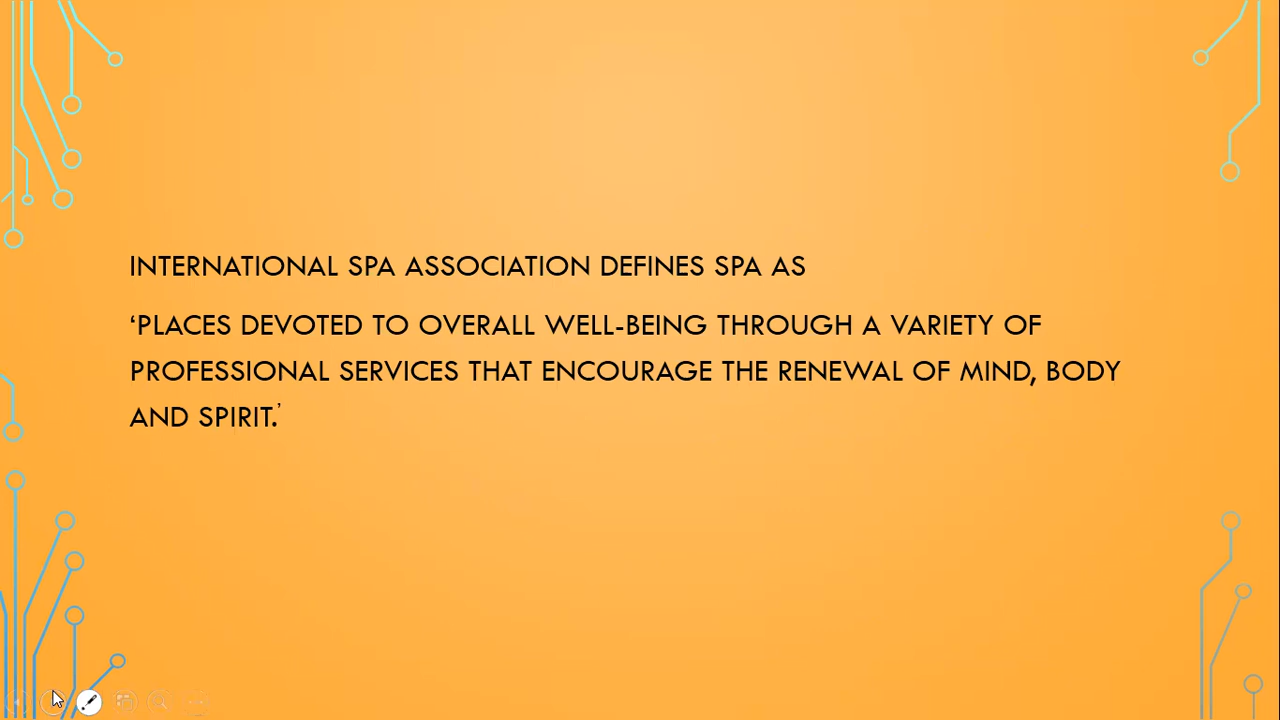 INTERNATIONAL SPA ASSOCIATION DEFINES SPA AS
‘PLACES DEVOTED TO OVERALL WELL-BEING THROUGH A VARIETY OF
PROFESSIONAL SERVICES THAT ENCOURAGE THE RENEWAL OF MIND, BODY
AND SPIRIT.’